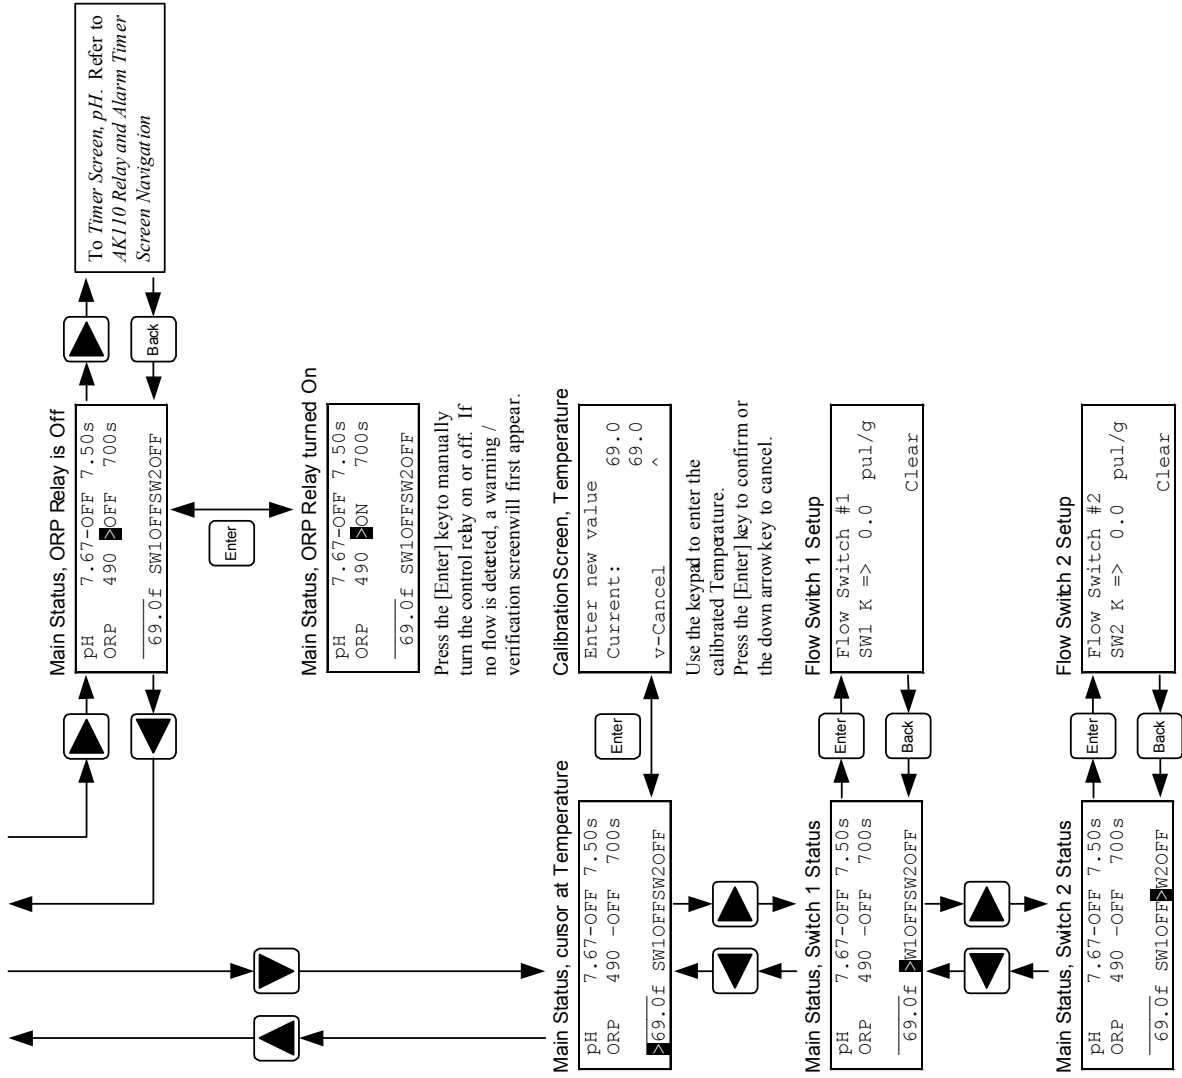 Main Status, ORP Relay is Off
pH 7.67-OFF 7.50s
ORP 490 >OFF 700s
69.0f SW1OFFSW2OFF
Back
To Timer Screen, pH. Refer to
AK110 Relay and Alarm Timer
Screen Navigation
Enter
Main Status, ORP Relay turned On
pH 7.67-OFF 7.50s
ORP 490 >ON 700s
69.0f SW1OFFSW2OFF
Press the [Enter] key to manually
turn the control relay on or off. If
no flow is detected, a warning /
verification screen will first appear.
Main Status, cursor at Temperature
pH 7.67-OFF 7.50s
ORP 490 -OFF 700s
>69.0f SW1OFFSW2OFF
Enter
Calibration Screen, Temperature
Enter new value
Current: 69.0
69.0
v-Cancel ^
Use the keypad to enter the
calibrated Temperature.
Press the [Enter] key to confirm or
the down arrow key to cancel.
Main Status, Switch 1 Status
pH 7.67-OFF 7.50s
ORP 490 -OFF 700s
69.0f >W1OFFSW2OFF
Enter
Back
Flow Switch 1 Setup
Flow Switch #1
SW1 K => 0.0 pul/g
Clear
Main Status, Switch 2 Status
pH 7.67-OFF 7.50s
ORP 490 -OFF 700s
69.0f SW1OFF>W2OFF
Enter
Back
Flow Switch 2 Setup
Flow Switch #2
SW2 K => 0.0 pul/g
Clear